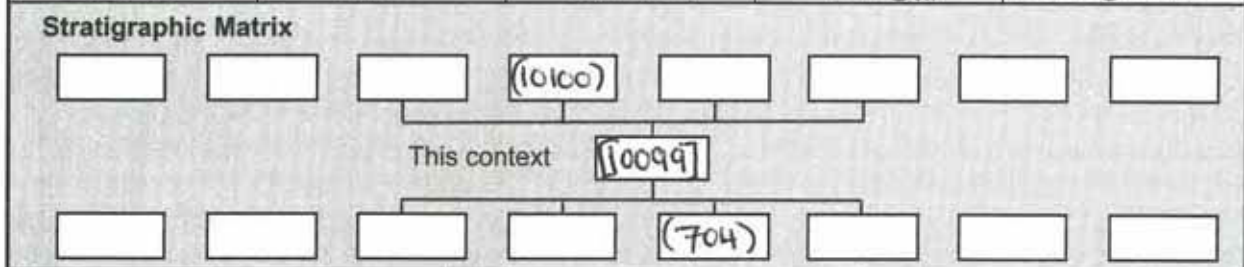 Stratigraphic Matrix
(10100)
This context [10099]
(704)